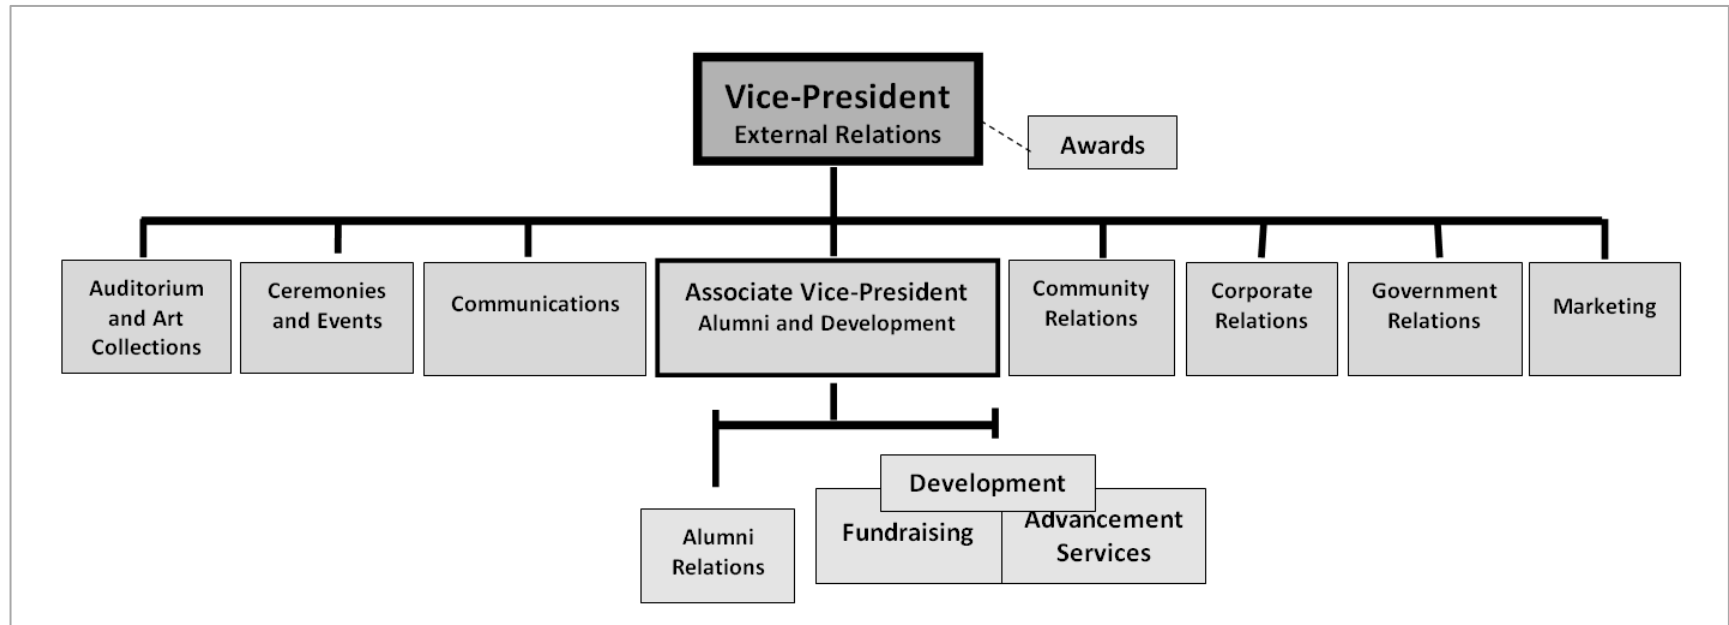 Vice-President
External Relations
Awards
Auditorium
and Art
Collections
Ceremonies
and Events
Communications
Associate Vice-President
Alumni and Development
Community
Relations
Corporate
Relations
Government
Relations
Marketing
Alumni
Relations
Development
Fundraising
Advancement
Services